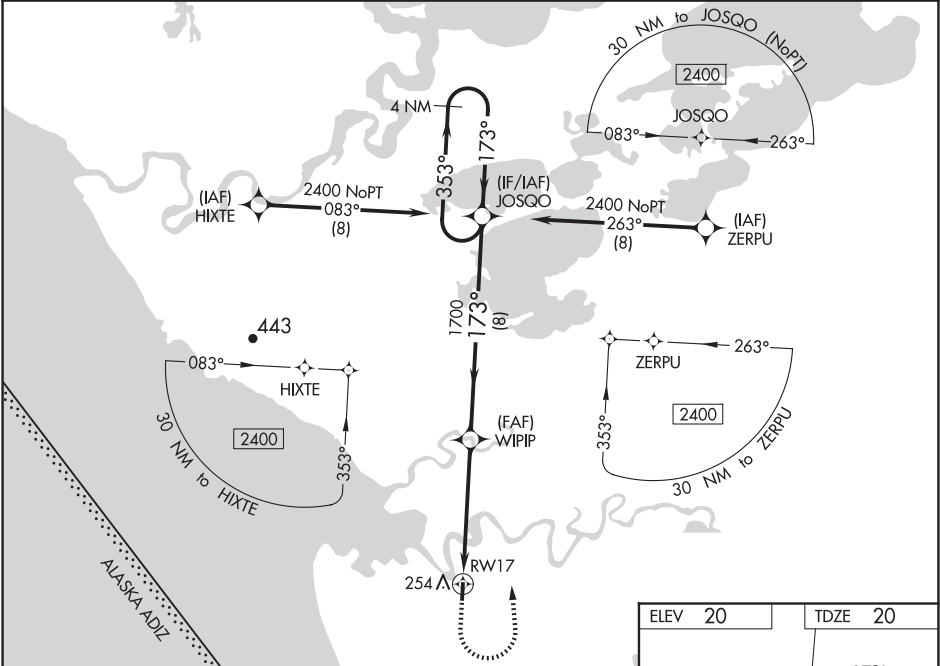 30 NM to JOSQO (NoPT)
2400
JOSQO
083°
263°
4 NM
353°
173°
(IAF)
HIXTE
2400 NoPT
083°
(8)
(IF/IAF)
JOSQO
2400 NoPT
263°
(8)
(IAF)
ZERPU
1700
173°
(8)
443
083°
HIXTE
2400
353°
30 NM to HIXTE
263°
ZERPU
2400
353°
30 NM to ZERPU
(FAF)
WIPIP
RW17
254
ALASKA ADIZ
ELEV 20
TDZE 20